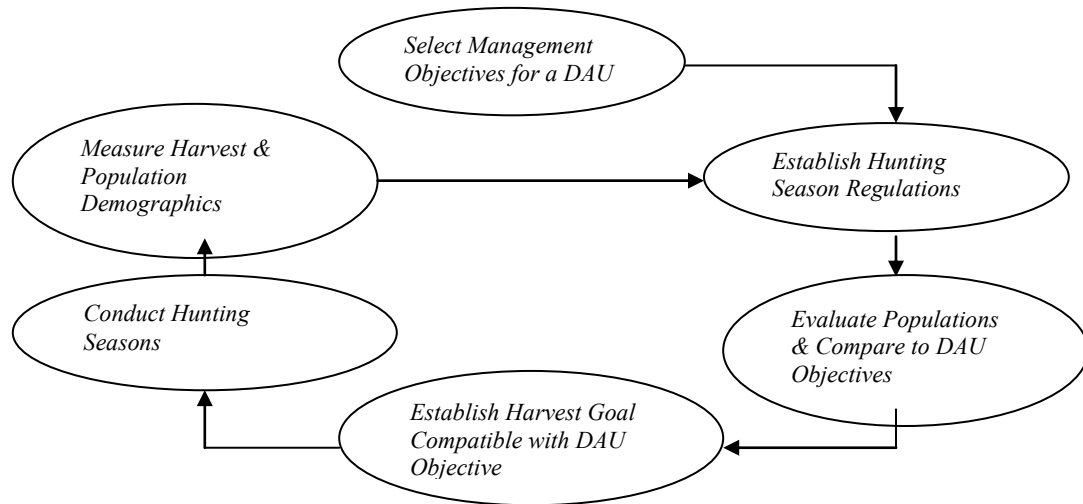 Select Management
Objectives for a DAU
Measure Harvest &
Population
Demographics
Establish Hunting
Season Regulations
Conduct Hunting
Seasons
Evaluate Populations
& Compare to DAU
Objectives
Establish Harvest Goal
Compatible with DAU
Objective